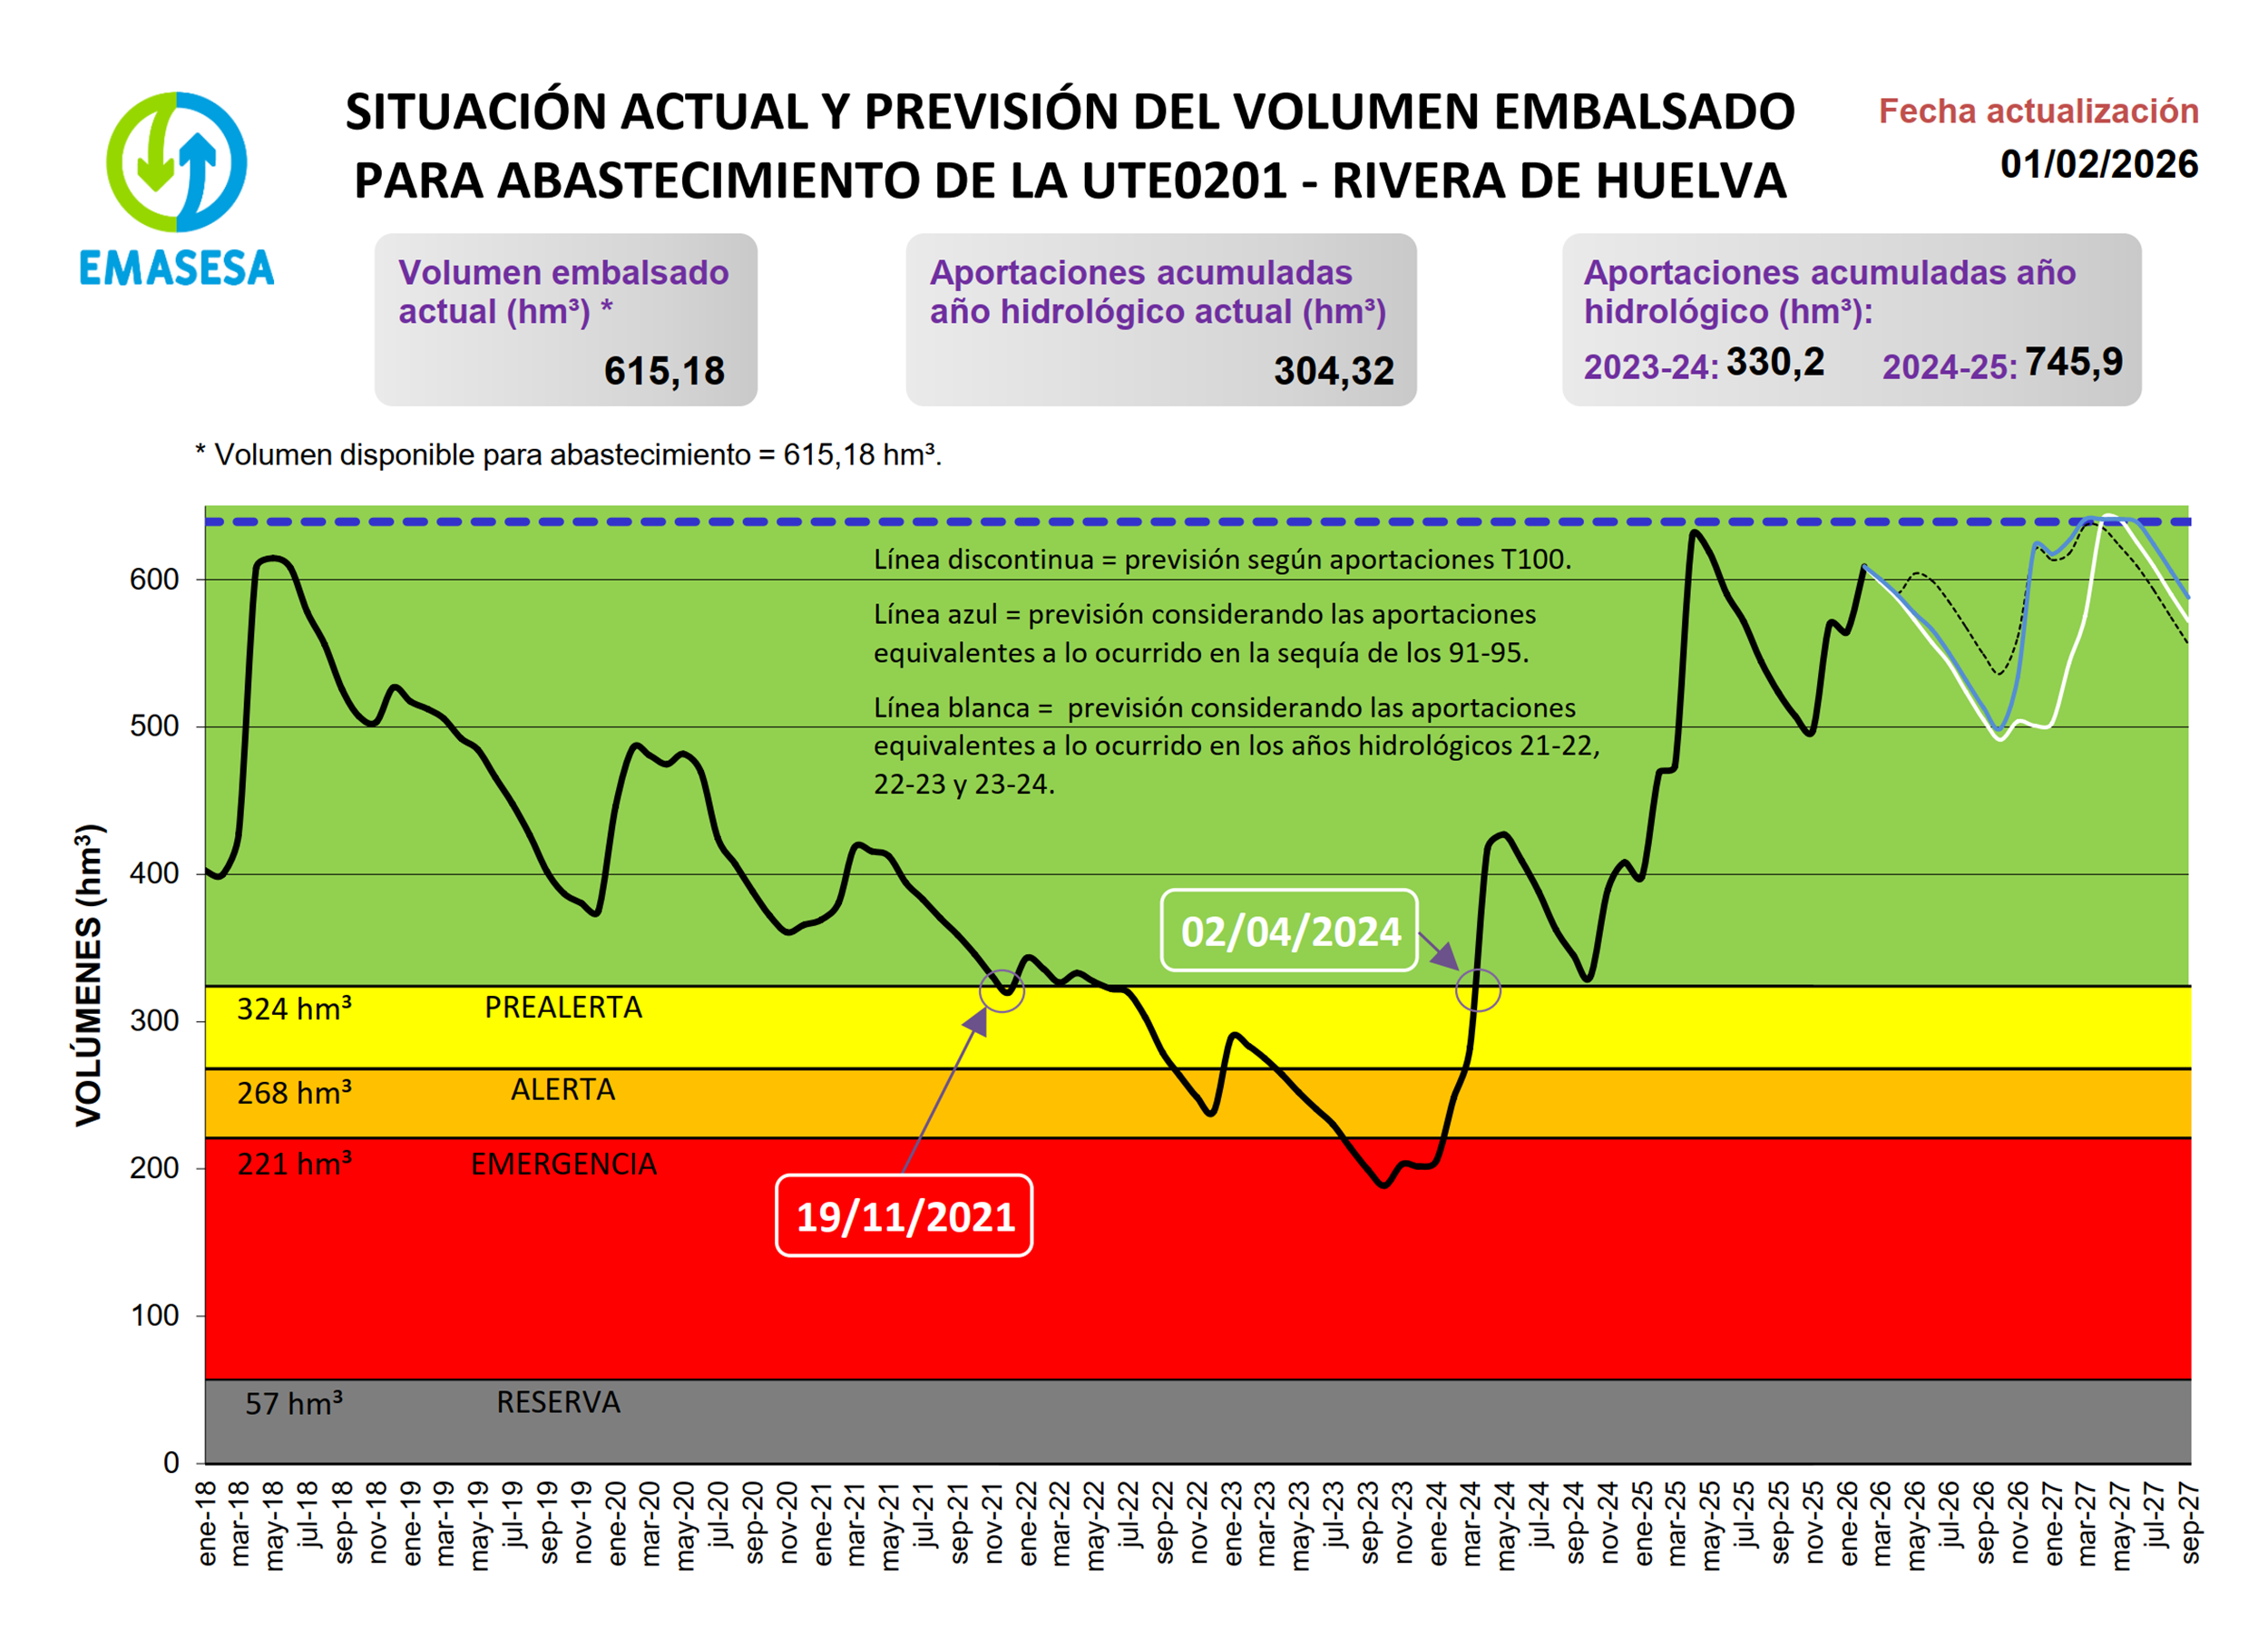 SITUACIÓN ACTUAL Y PREVISIÓN DEL VOLUMEN EMBALSADO
PARA ABASTECIMIENTO DE LA UTE0201 - RIVERA DE HUELVA
Fecha actualización
01/02/2026
EMASESA
Volumen embalsado
actual (hm³) *
615,18
Aportaciones acumuladas
año hidrológico actual (hm³)
304,32
Aportaciones acumuladas año
hidrológico (hm³):
2023-24: 330,2 2024-25: 745,9
* Volumen disponible para abastecimiento = 615,18 hm³.
Línea discontinua = previsión según aportaciones T100.
Línea azul = previsión considerando las aportaciones
equivalentes a lo ocurrido en la sequía de los 91-95.
Línea blanca = previsión considerando las aportaciones
equivalentes a lo ocurrido en los años hidrológicos 21-22,
22-23 y 23-24.
VOLÚMENES (hm³)
600
500
400
300
200
100
0
02/04/2024
324 hm³ PREALERTA
268 hm³ ALERTA
221 hm³ EMERGENCIA
19/11/2021
57 hm³ RESERVA
ene-18
mar-18
may-18
jul-18
sep-18
nov-18
ene-19
mar-19
may-19
jul-19
sep-19
nov-19
ene-20
mar-20
may-20
jul-20
sep-20
nov-20
ene-21
mar-21
may-21
jul-21
sep-21
nov-21
ene-22
mar-22
may-22
jul-22
sep-22
nov-22
ene-23
mar-23
may-23
jul-23
sep-23
nov-23
ene-24
mar-24
may-24
jul-24
sep-24
nov-24
ene-25
mar-25
may-25
jul-25
sep-25
nov-25
ene-26
mar-26
may-26
jul-26
sep-26
nov-26
ene-27
mar-27
may-27
jul-27
sep-27